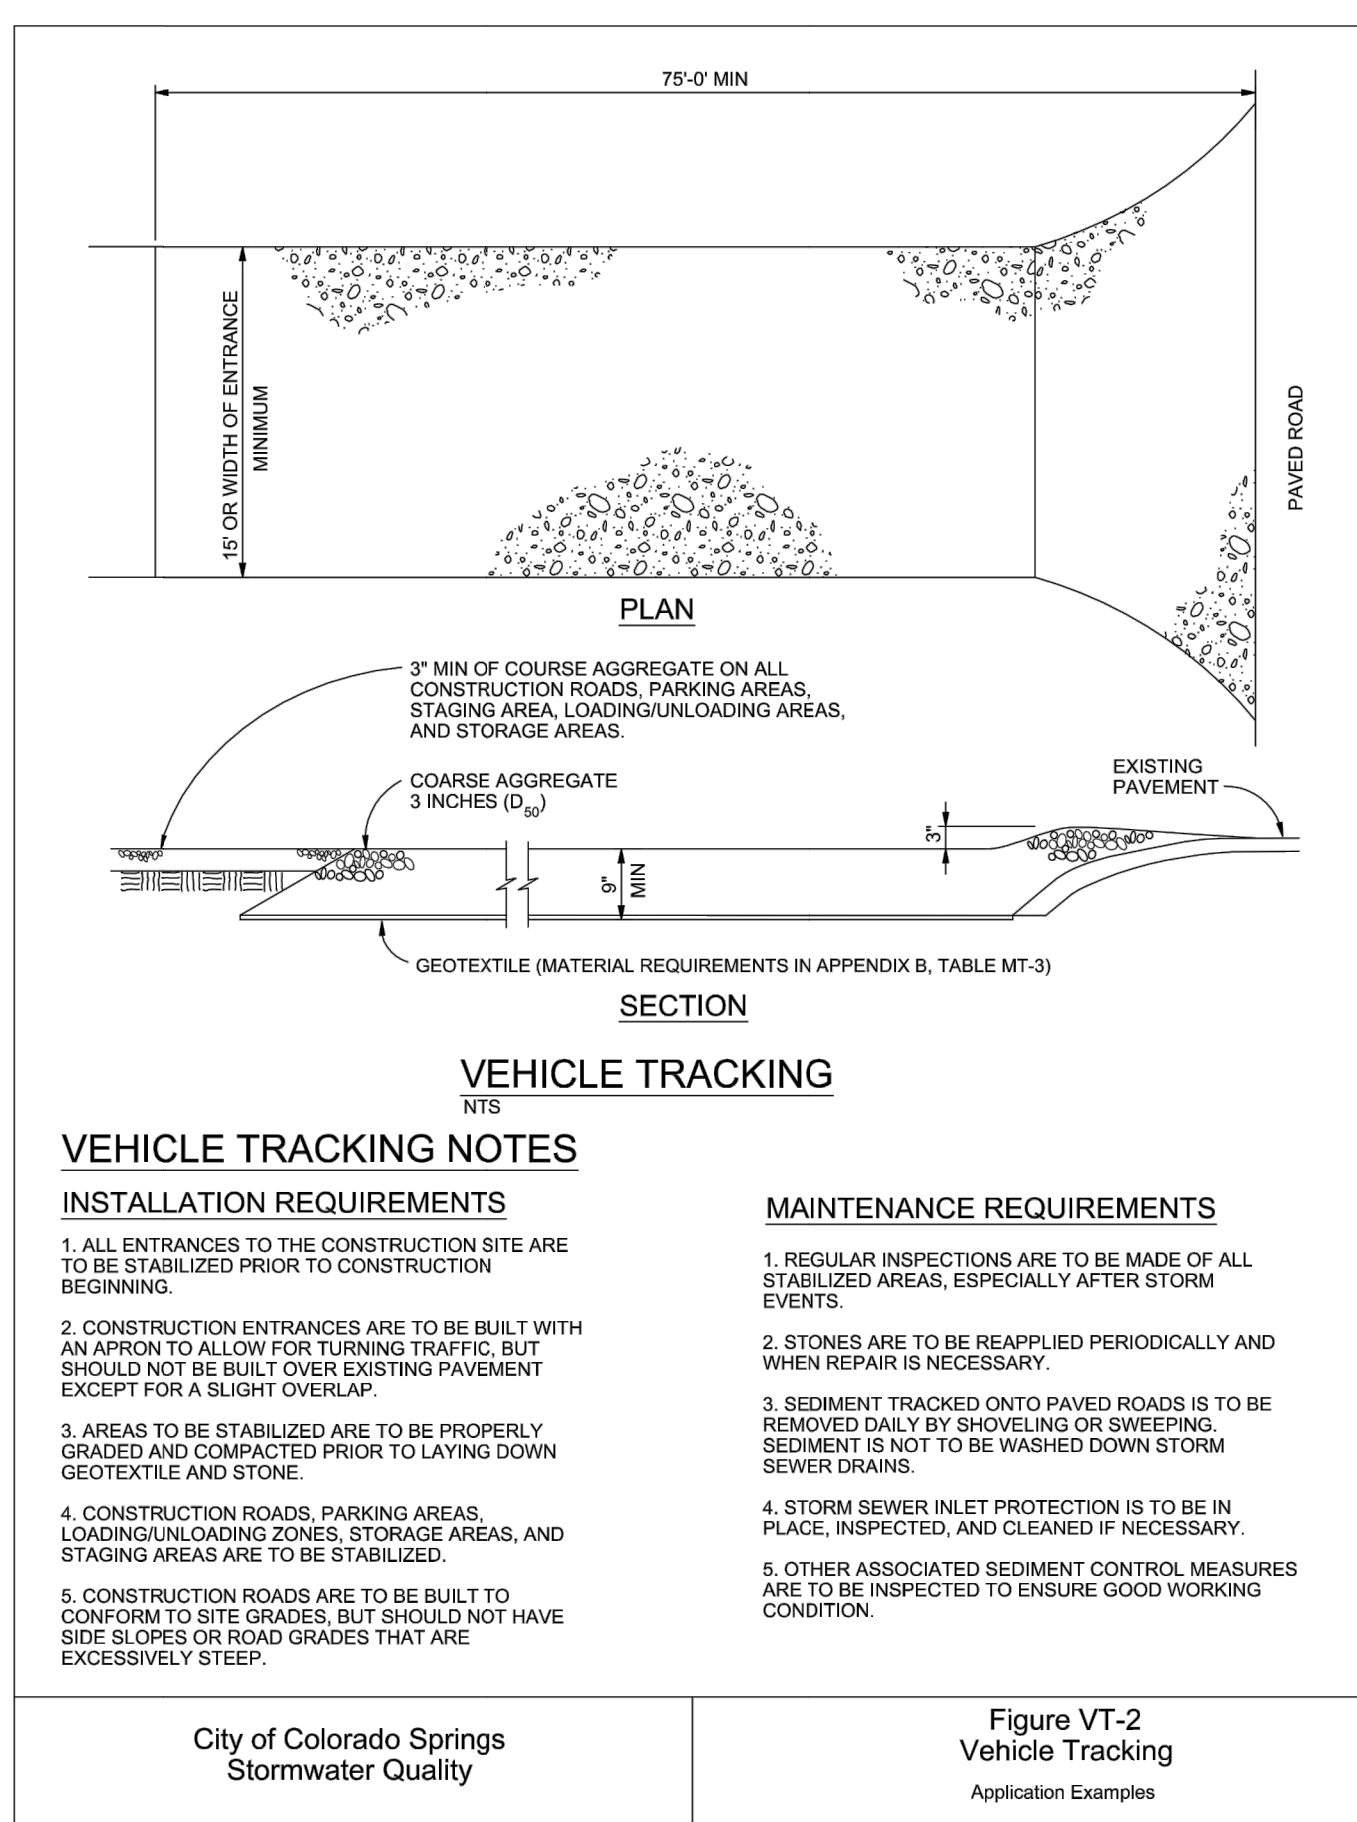 75'-0' MIN
15' OR WIDTH OF ENTRANCE
MINIMUM
PAVED ROAD
PLAN
3" MIN OF COURSE AGGREGATE ON ALL
CONSTRUCTION ROADS, PARKING AREAS,
STAGING AREA, LOADING/UNLOADING AREAS,
AND STORAGE AREAS.
COARSE AGGREGATE
3 INCHES (D50)
EXISTING
PAVEMENT
3"
9"
MIN
GEOTEXTILE (MATERIAL REQUIREMENTS IN APPENDIX B, TABLE MT-3)
SECTION
VEHICLE TRACKING
NTS
VEHICLE TRACKING NOTES
INSTALLATION REQUIREMENTS
1. ALL ENTRANCES TO THE CONSTRUCTION SITE ARE
TO BE STABILIZED PRIOR TO CONSTRUCTION
BEGINNING.
2. CONSTRUCTION ENTRANCES ARE TO BE BUILT WITH
AN APRON TO ALLOW FOR TURNING TRAFFIC, BUT
SHOULD NOT BE BUILT OVER EXISTING PAVEMENT
EXCEPT FOR A SLIGHT OVERLAP.
3. AREAS TO BE STABILIZED ARE TO BE PROPERLY
GRADED AND COMPACTED PRIOR TO LAYING DOWN
GEOTEXTILE AND STONE.
4. CONSTRUCTION ROADS, PARKING AREAS,
LOADING/UNLOADING ZONES, STORAGE AREAS, AND
STAGING AREAS ARE TO BE STABILIZED.
5. CONSTRUCTION ROADS ARE TO BE BUILT TO
CONFORM TO SITE GRADES, BUT SHOULD NOT HAVE
SIDE SLOPES OR ROAD GRADES THAT ARE
EXCESSIVELY STEEP.
MAINTENANCE REQUIREMENTS
1. REGULAR INSPECTIONS ARE TO BE MADE OF ALL
STABILIZED AREAS, ESPECIALLY AFTER STORM
EVENTS.
2. STONES ARE TO BE REAPPLIED PERIODICALLY AND
WHEN REPAIR IS NECESSARY.
3. SEDIMENT TRACKED ONTO PAVED ROADS IS TO BE
REMOVED DAILY BY SHOVELING OR SWEEPING.
SEDIMENT IS NOT TO BE WASHED DOWN STORM
SEWER DRAINS.
4. STORM SEWER INLET PROTECTION IS TO BE IN
PLACE, INSPECTED, AND CLEANED IF NECESSARY.
5. OTHER ASSOCIATED SEDIMENT CONTROL MEASURES
ARE TO BE INSPECTED TO ENSURE GOOD WORKING
CONDITION.
City of Colorado Springs
Stormwater Quality
Figure VT-2
Vehicle Tracking
Application Examples